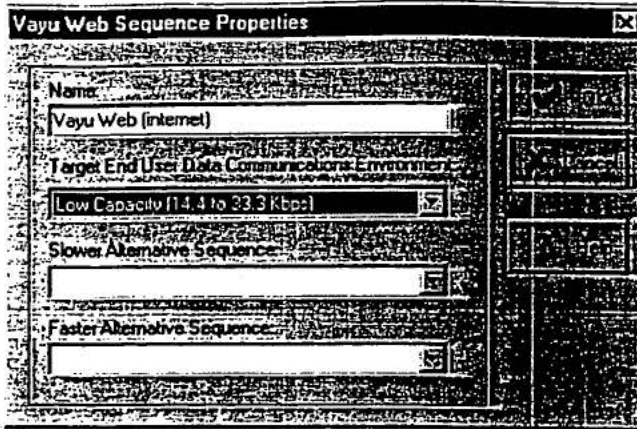 Vayu Web Sequence Properties
Name:
Vayu Web (internet)
Target End User Data Communications Environment:
Low Capacity (14.4 to 33.3 Kbps)
Slower Alternative Sequence:
Faster Alternative Sequence:
Cancel